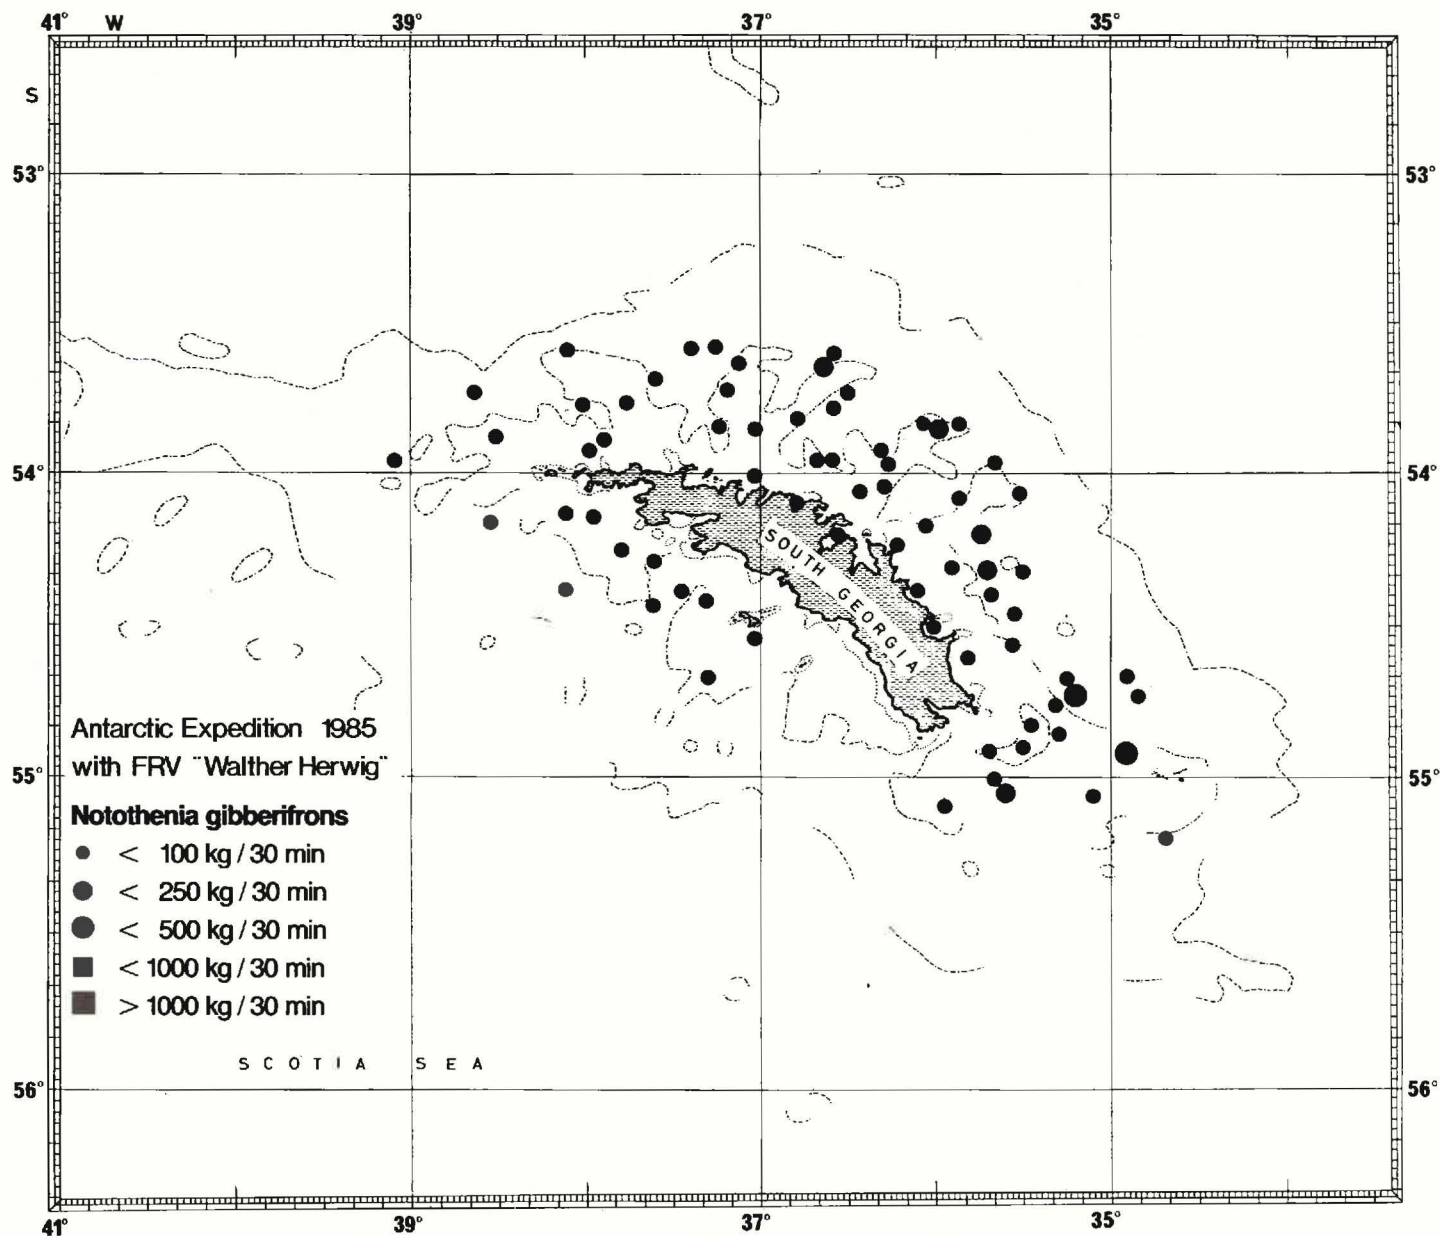 41° W 39° 37° 35°
S
53° 53°
54° 54°
SOUTH GEORGIA
Antarctic Expedition 1985
with FRV ¨Walther Herwig¨
55° 55°
Notothenia gibberifrons
< 100 kg / 30 min
< 250 kg / 30 min
< 500 kg / 30 min
< 1000 kg / 30 min
> 1000 kg / 30 min
SCOTIA SEA
56° 56°
41° 39° 37° 35°